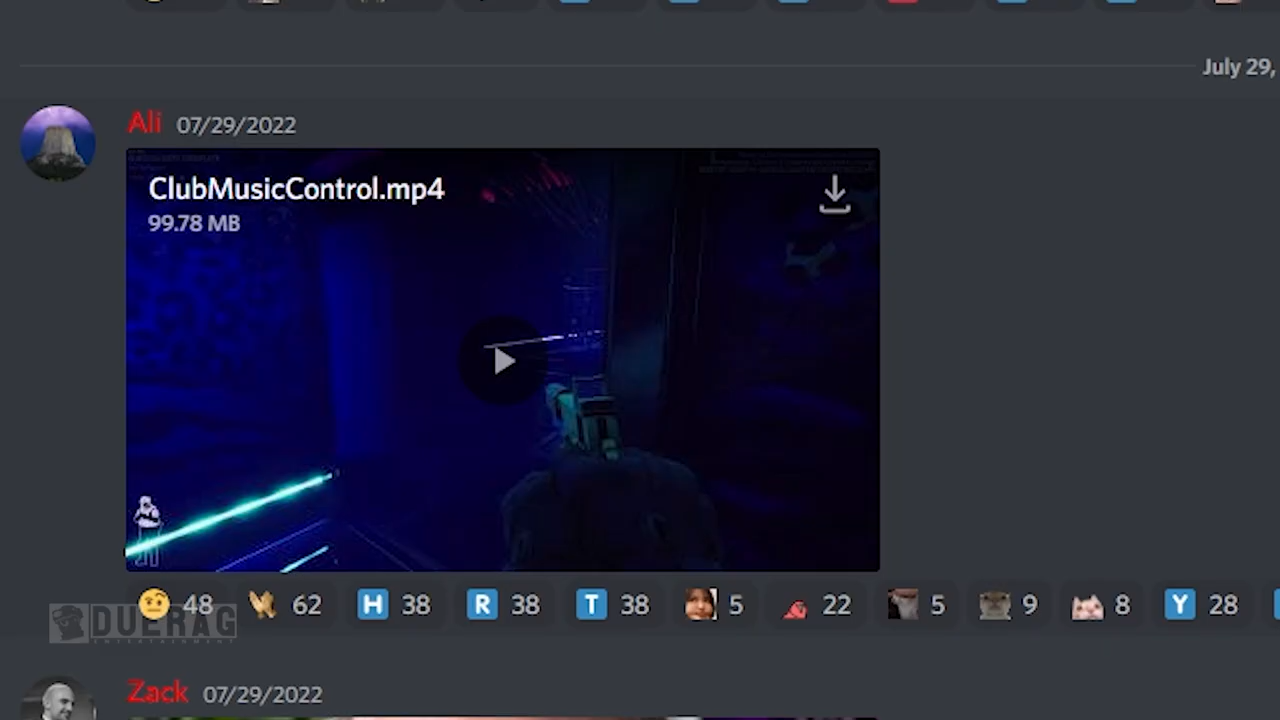 July 29,
Ali 07/29/2022
ClubMusicControl.mp4
99.78 MB
48 62 H 38 R 38 T 38 5 22 5 9 8 Y 28
DUERAG
ENTERTAINMENT
Zack 07/29/2022